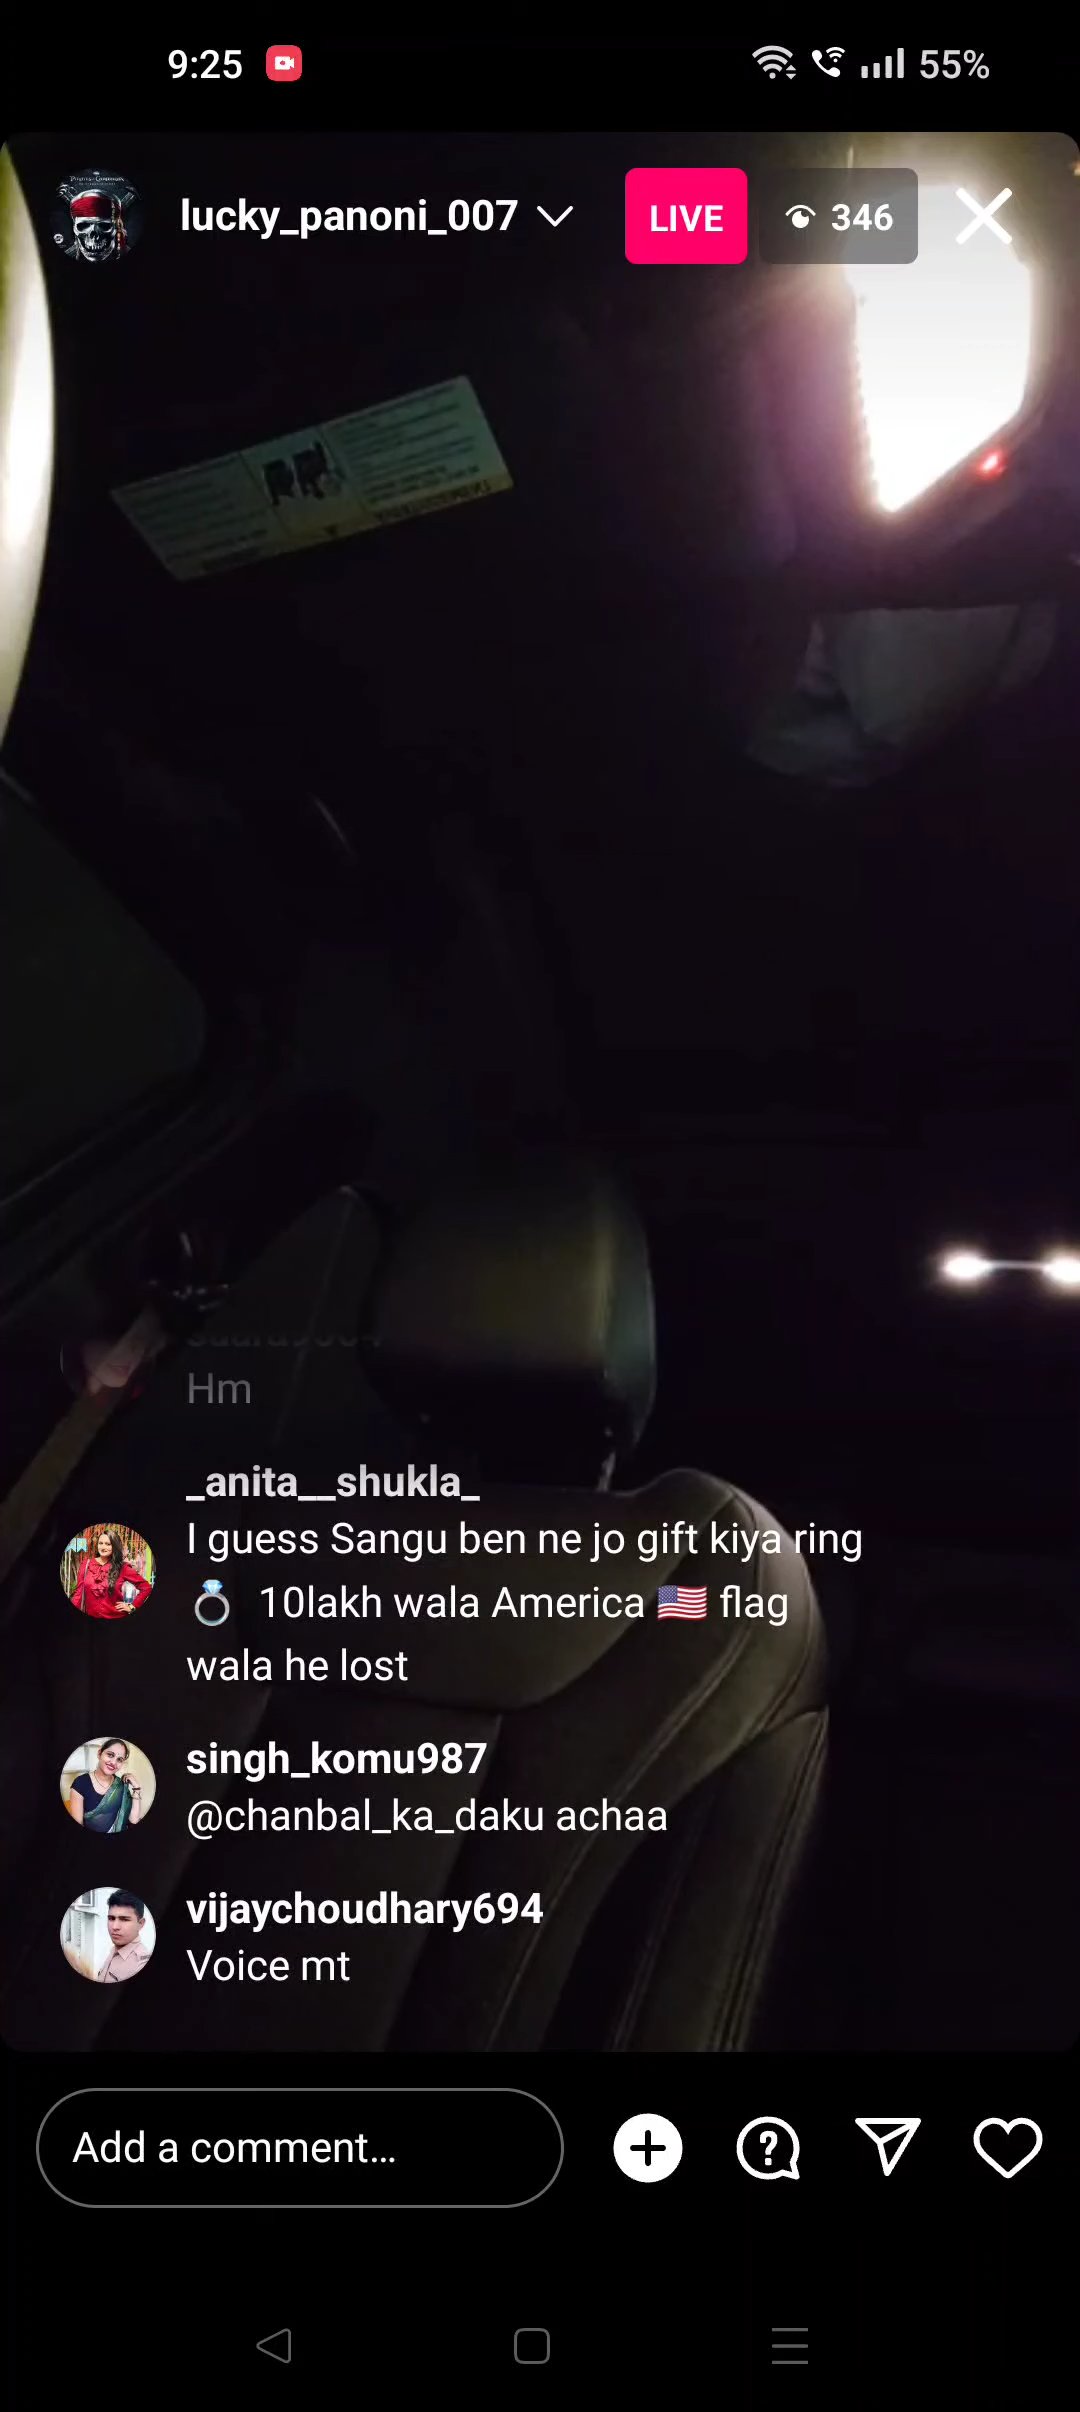 9:25
55%
lucky_panoni_007
LIVE
346
Hm
_anita__shukla_
I guess Sangu ben ne jo gift kiya ring
💍 10lakh wala America 🇺🇸 flag
wala he lost
singh_komu987
@chanbal_ka_daku achaa
vijaychoudhary694
Voice mt
Add a comment...